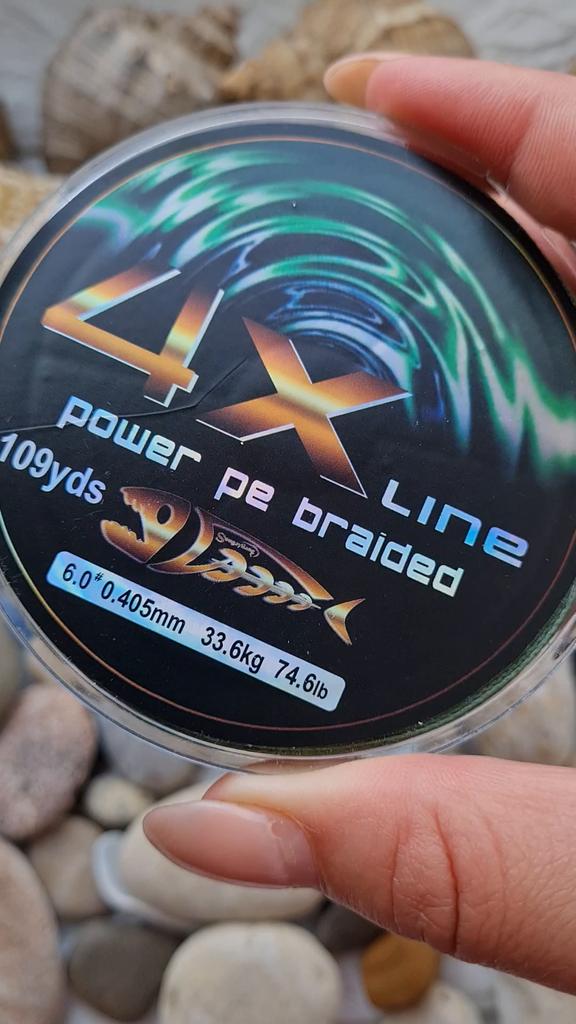 4X Line
power pe braided
109yds
6.0# 0.405mm 33.6kg 74.6lb